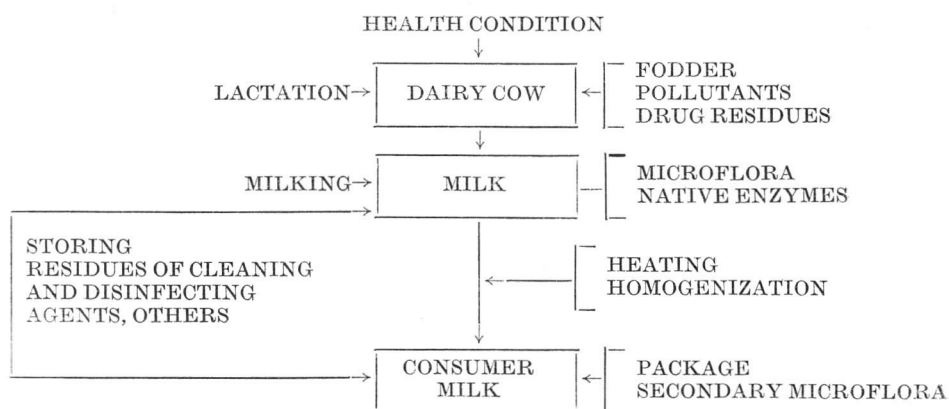 HEALTH CONDITION
LACTATION
DAIRY COW
FODDER
POLLUTANTS
DRUG RESIDUES
MILKING
MILK
MICROFLORA
NATIVE ENZYMES
STORING
RESIDUES OF CLEANING
AND DISINFECTING
AGENTS, OTHERS
HEATING
HOMOGENIZATION
CONSUMER
MILK
PACKAGE
SECONDARY MICROFLORA